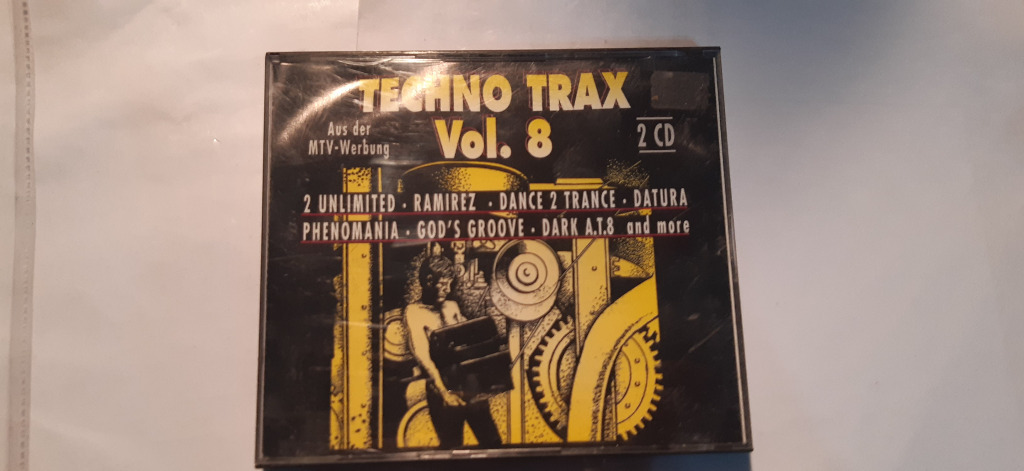 TECHNO TRAX
Vol. 8
Aus der
MTV-Werbung
2 CD
2 UNLIMITED · RAMIREZ · DANCE 2 TRANCE · DATURA
PHENOMANIA · GOD'S GROOVE · DARK A.T.8 and more